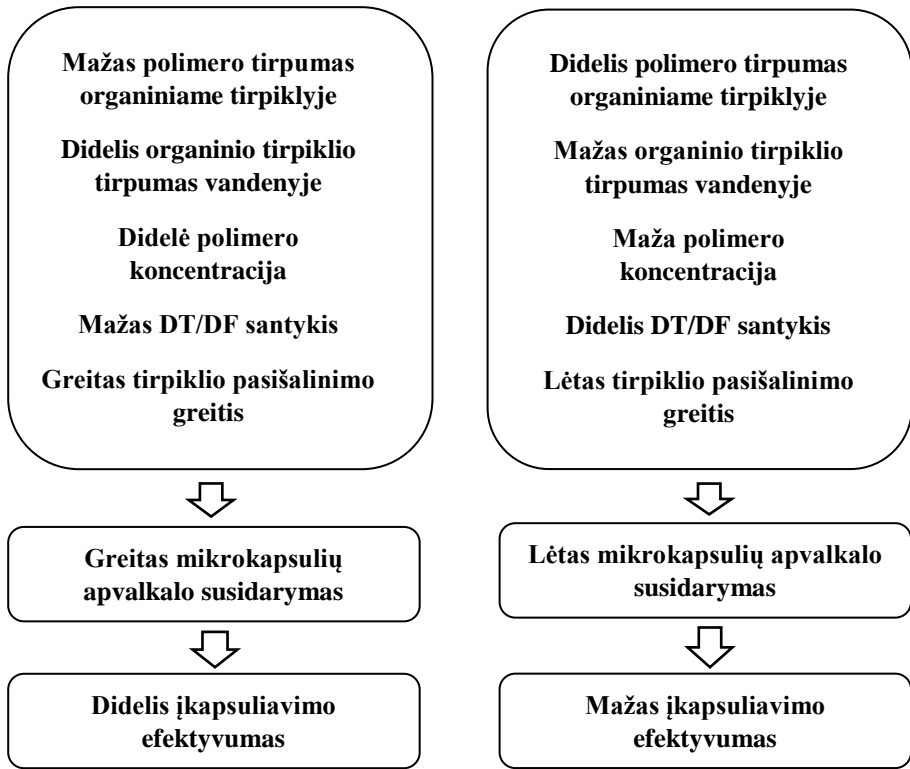 Mažas polimero tirpumas
organiniame tirpiklyje
Didelis organinio tirpiklio
tirpumas vandenyje
Didelė polimero
koncentracija
Mažas DT/DF santykis
Greitas tirpiklio pasišalinimo
greitis
Greitas mikrokapsulių
apvalkalo susidarymas
Didelis įkapsuliavimo
efektyvumas
Didelis polimero tirpumas
organiniame tirpiklyje
Mažas organinio tirpiklio
tirpumas vandenyje
Maža polimero
koncentracija
Didelis DT/DF santykis
Lėtas tirpiklio pasišalinimo
greitis
Lėtas mikrokapsulių apvalkalo
susidarymas
Mažas įkapsuliavimo
efektyvumas